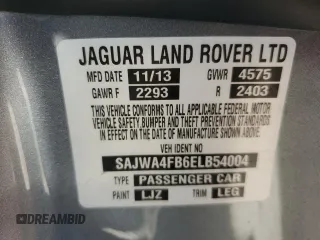 JAGUAR LAND ROVER LTD
MFD DATE 11/13 GVWR 4575
GAWR F 2293 R 2403
THIS VEHICLE CONFORMS TO ALL APPLICABLE FEDERAL MOTOR
VEHICLE SAFETY, BUMPER, AND THEFT PREVENTION STANDARDS
IN EFFECT ON THE DATE OF MANUFACTURE SHOWN ABOVE.
VEH IDENT NO
SAJWA4FB6ELB54004
TYPE PASSENGER CAR
PAINT LJZ TRIM LEG
© DREAMBID